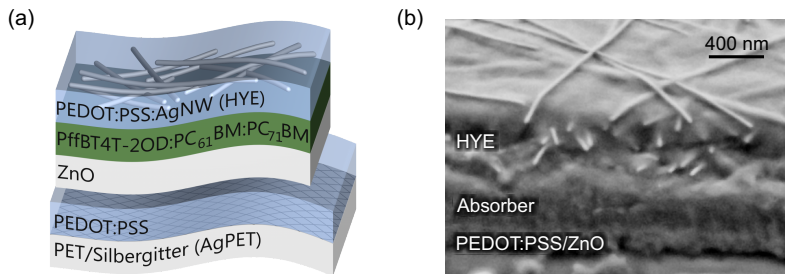 (a)
PEDOT:PSS:AgNW (HYE)
PffBT4T-2OD:PC₆₁BM:PC₇₁BM
ZnO
PEDOT:PSS
PET/Silbergitter (AgPET)
(b)
400 nm
HYE
Absorber
PEDOT:PSS/ZnO